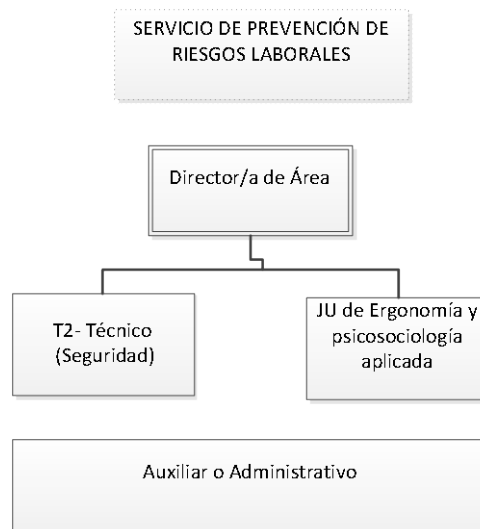 SERVICIO DE PREVENCIÓN DE
RIESGOS LABORALES
Director/a de Área
T2- Técnico
(Seguridad)
JU de Ergonomía y
psicosociología
aplicada
Auxiliar o Administrativo